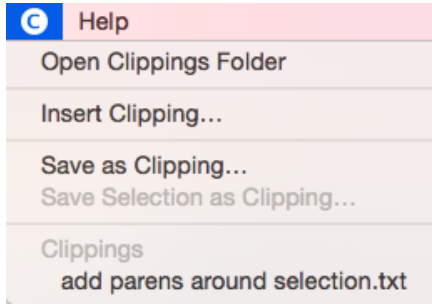 C Help
Open Clippings Folder
Insert Clipping...
Save as Clipping...
Save Selection as Clipping...
Clippings
add parens around selection.txt